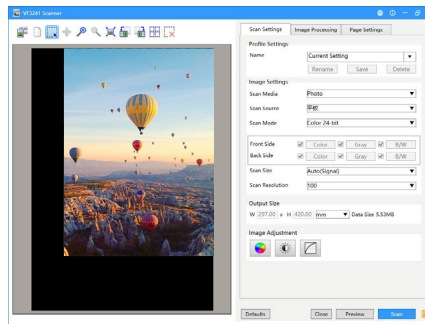 VT3241 Scanner
Scan Settings Image Processing Page Settings
Profile Settings
Name Current Setting
Rename Save Delete
Image Settings
Scan Media Photo
Scan Source 平板
Scan Mode Color 24-bit
Front Side Color Gray B/W
Back Side Color Gray B/W
Scan Size Auto(Signal)
Scan Resolution 100
Output Size
W 297.00 x H 420.00 mm Data Size 5.53MB
Image Adjustment
Defaults Close Preview Scan